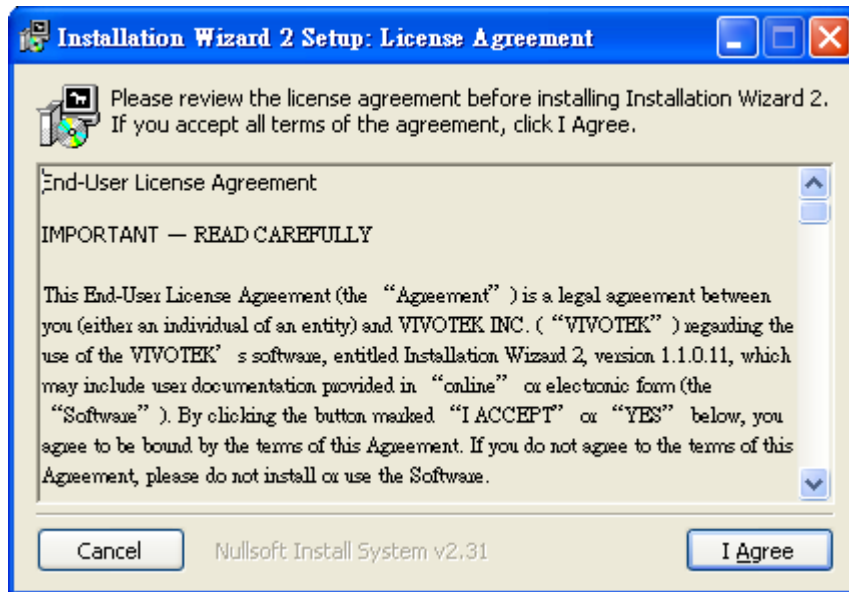 Installation Wizard 2 Setup: License Agreement
Please review the license agreement before installing Installation Wizard 2.
If you accept all terms of the agreement, click I Agree.
End-User License Agreement
IMPORTANT — READ CAREFULLY
This End-User License Agreement (the “Agreement” ) is a legal agreement between
you (either an individual of an entity) and VIVOTEK INC. ( “VIVOTEK” ) regarding the
use of the VIVOTEK’ s software, entitled Installation Wizard 2, version 1.1.0.11, which
may include user documentation provided in “online” or electronic form (the
“Software” ). By clicking the button marked “I ACCEPT” or “YES” below, you
agree to be bound by the terms of this Agreement. If you do not agree to the terms of this
Agreement, please do not install or use the Software.
Cancel
Nullsoft Install System v2.31
I Agree